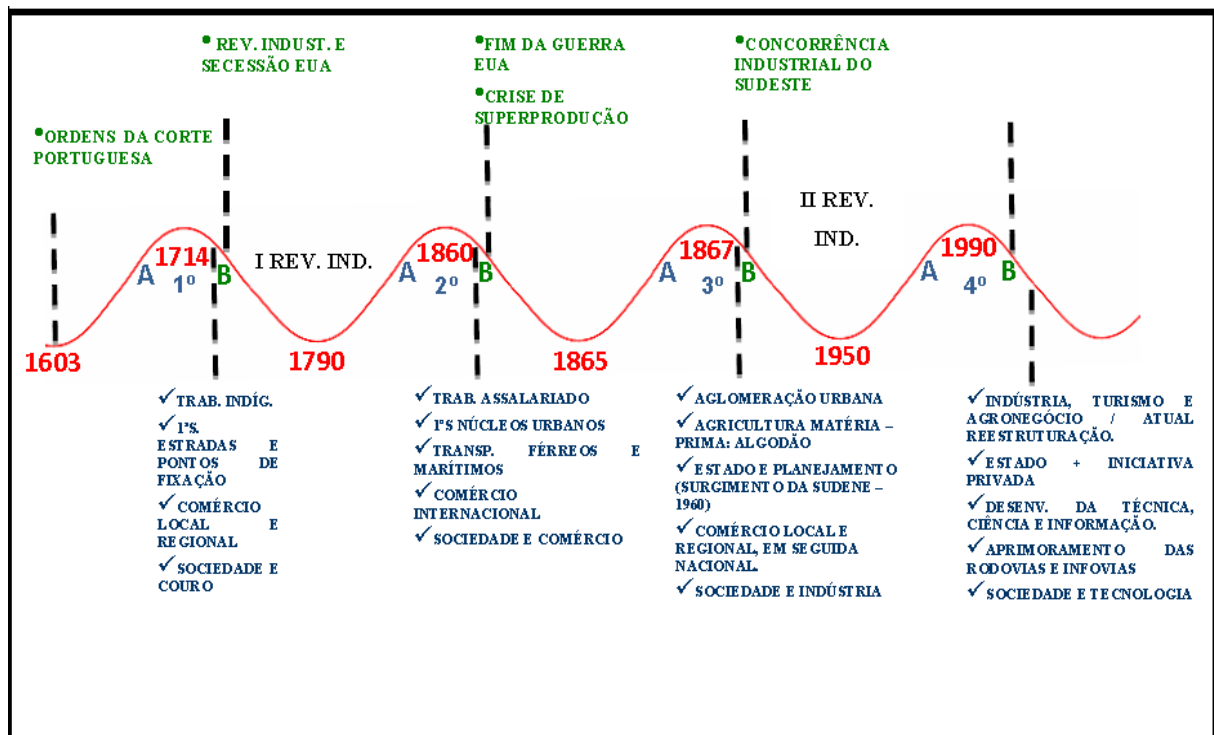 •REV. INDUST. E
SECESSÃO EUA
•FIM DA GUERRA
EUA
•CRISE DE
SUPERPRODUÇÃO
•CONCORRÊNCIA
INDUSTRIAL DO
SUDESTE
•ORDENS DA CORTE
PORTUGUESA
II REV.
IND.
1714
A 1º B
I REV. IND.
1860
A 2º B
1867
A 3º B
1990
A 4º B
1603
1790
1865
1950
✓TRAB. INDÍG.
✓1ªS.
ESTRADAS E
PONTOS DE
FIXAÇÃO
✓COMÉRCIO
LOCAL E
REGIONAL
✓SOCIEDADE E
COURO
✓TRAB. ASSALARIADO
✓1ºS NÚCLEOS URBANOS
✓TRANSP. FÉRREOS E
MARÍTIMOS
✓COMÉRCIO
INTERNACIONAL
✓SOCIEDADE E COMÉRCIO
✓AGLOMERAÇÃO URBANA
✓AGRICULTURA MATÉRIA –
PRIMA: ALGODÃO
✓ESTADO E PLANEJAMENTO
(SURGIMENTO DA SUDENE –
1960)
✓COMÉRCIO LOCAL E
REGIONAL, EM SEGUIDA
NACIONAL.
✓SOCIEDADE E INDÚSTRIA
✓INDÚSTRIA, TURISMO E
AGRONEGÓCIO / ATUAL
REESTRUTURAÇÃO.
✓ESTADO + INICIATIVA
PRIVADA
✓DESENV. DA TÉCNICA,
CIÊNCIA E INFORMAÇÃO.
✓APRIMORAMENTO DAS
RODOVIAS E INFOVIAS
✓SOCIEDADE E TECNOLOGIA